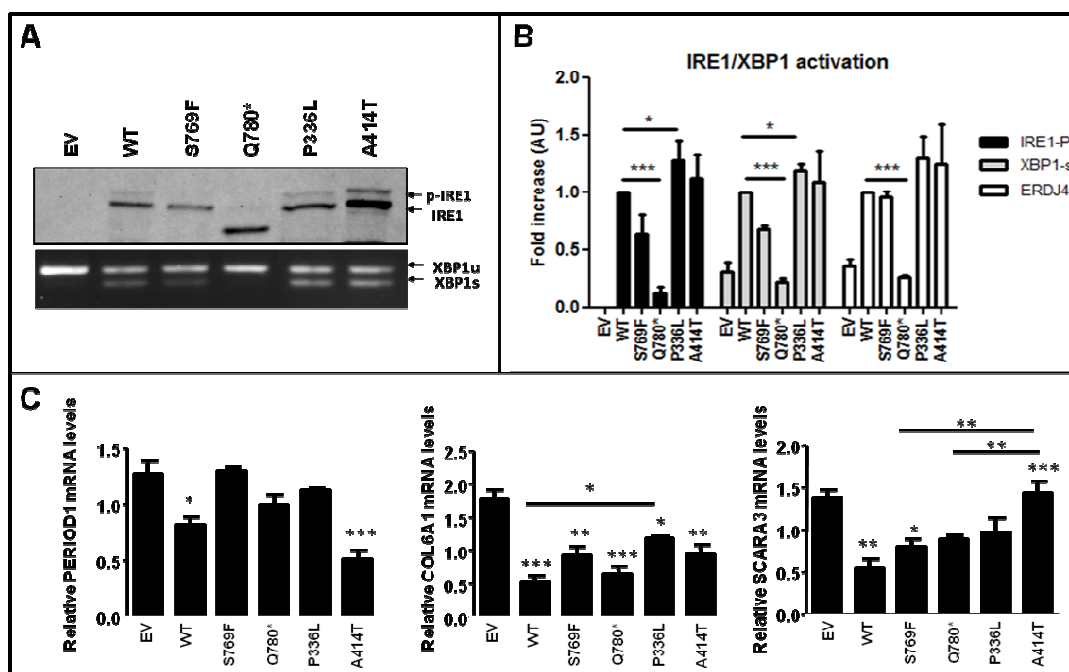 A
EV WT S769F Q780* P336L A414T
p-IRE1
IRE1
XBP1u
XBP1s
B
IRE1/XBP1 activation
Fold increase (AU)
2.0
1.5
1.0
0.5
0.0
* *
*** *** ***
IRE1-P
XBP1-s
ERDJ4
EV WT S769F Q780* P336L A414T EV WT S769F Q780* P336L A414T EV WT S769F Q780* P336L A414T
C
Relative PERIOD1 mRNA levels
1.5
1.0
0.5
0.0
* ***
EV WT S769F Q780* P336L A414T
Relative COL6A1 mRNA levels
2.5
2.0
1.5
1.0
0.5
0.0
*
*** ** *** * **
EV WT S769F Q780* P336L A414T
Relative SCARA3 mRNA levels
2.0
1.5
1.0
0.5
0.0
**
**
** * ***
EV WT S769F Q780* P336L A414T